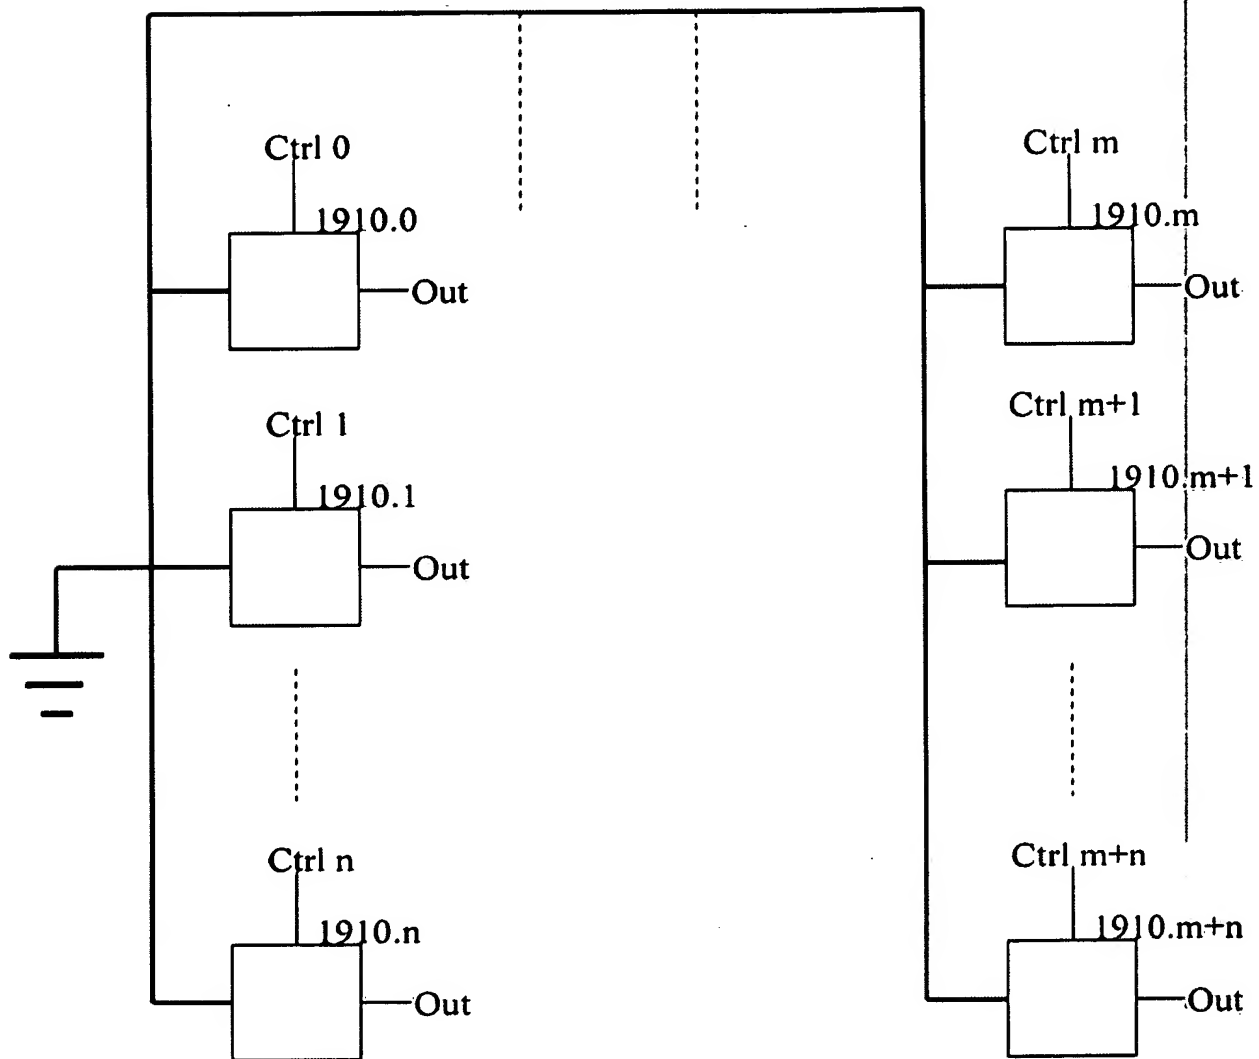 Ctrl 0
1910.0
Out
Ctrl 1
1910.1
Out
Ctrl n
1910.n
Out
Ctrl m
1910.m
Out
Ctrl m+1
1910.m+1
Out
Ctrl m+n
1910.m+n
Out